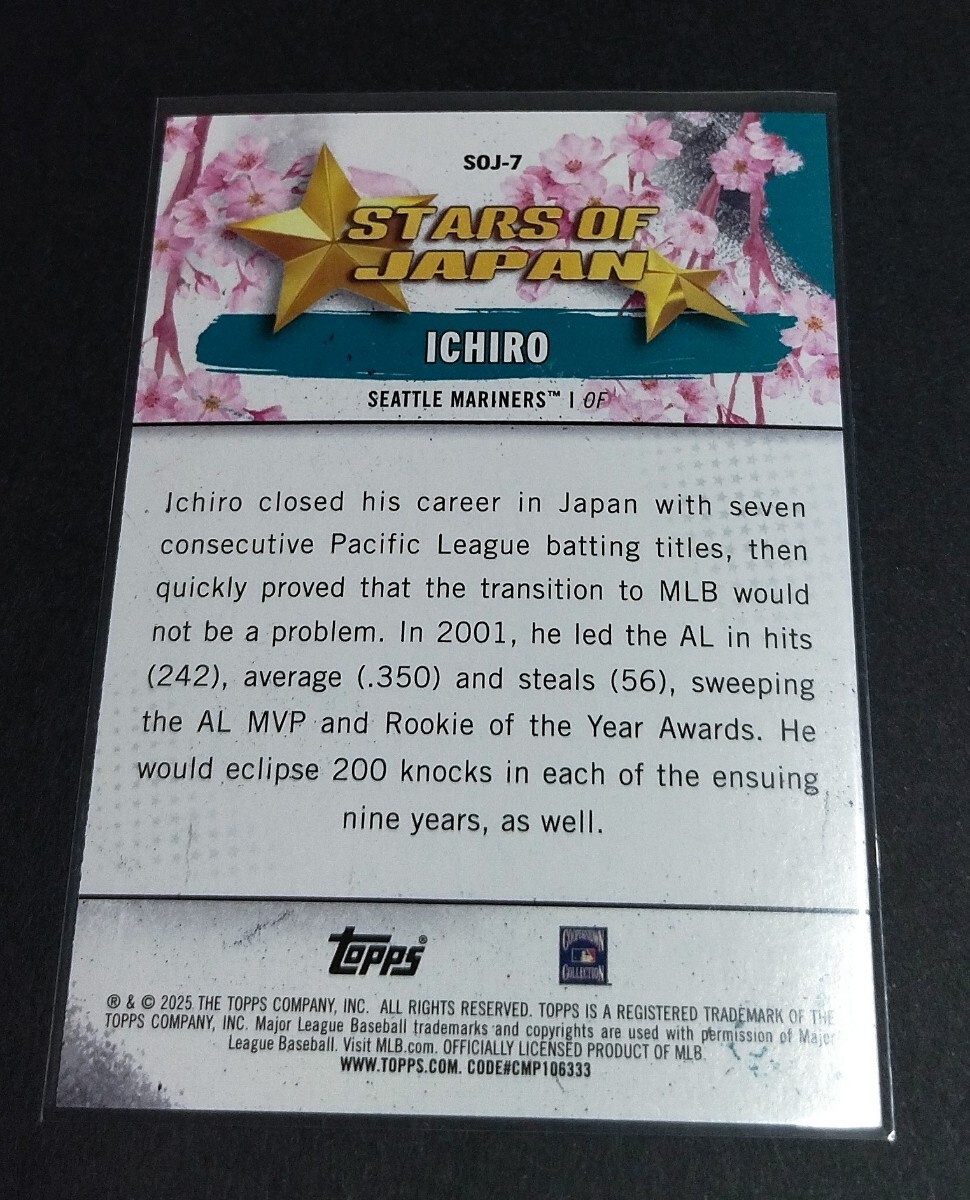 SOJ-7
STARS OF
JAPAN
ICHIRO
SEATTLE MARINERS™ | OF
Ichiro closed his career in Japan with seven
consecutive Pacific League batting titles, then
quickly proved that the transition to MLB would
not be a problem. In 2001, he led the AL in hits
(242), average (.350) and steals (56), sweeping
the AL MVP and Rookie of the Year Awards. He
would eclipse 200 knocks in each of the ensuing
nine years, as well.
topps®
COOPERSTOWN
COLLECTION™
® & © 2025 THE TOPPS COMPANY, INC. ALL RIGHTS RESERVED. TOPPS IS A REGISTERED TRADEMARK OF THE
TOPPS COMPANY, INC. Major League Baseball trademarks and copyrights are used with permission of Major
League Baseball. Visit MLB.com. OFFICIALLY LICENSED PRODUCT OF MLB.
WWW.TOPPS.COM. CODE#CMP106333